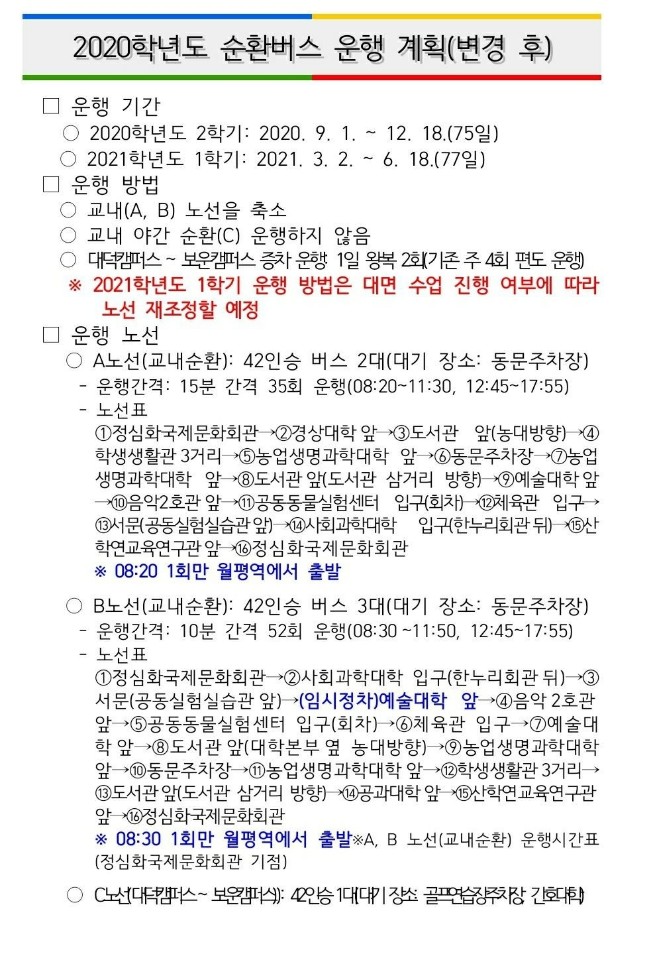 2020학년도 순환버스 운행 계획(변경 후)
□ 운행 기간
○ 2020학년도 2학기: 2020. 9. 1. ~ 12. 18.(75일)
○ 2021학년도 1학기: 2021. 3. 2. ~ 6. 18.(77일)
□ 운행 방법
○ 교내(A, B) 노선을 축소
○ 교내 야간 순환(C) 운행하지 않음
○ 대덕캠퍼스 ~ 보운캠퍼스 증차 운행 1일 왕복 2회(기존 주 4회 편도 운행)
※ 2021학년도 1학기 운행 방법은 대면 수업 진행 여부에 따라
노선 재조정할 예정
□ 운행 노선
○ A노선(교내순환): 42인승 버스 2대(대기 장소: 동문주차장)
- 운행간격: 15분 간격 35회 운행(08:20~11:30, 12:45~17:55)
- 노선표
①정심화국제문화회관→②경상대학 앞→③도서관 앞(농대방향)→④
학생생활관 3거리→⑤농업생명과학대학 앞→⑥동문주차장→⑦농업
생명과학대학 앞→⑧도서관 앞(도서관 삼거리 방향)→⑨예술대학 앞
→⑩음악2호관 앞→⑪공동동물실험센터 입구(회차)→⑫체육관 입구→
⑬서문(공동실험실습관 앞)→⑭사회과학대학 입구(한누리회관 뒤)→⑮산
학연교육연구관 앞→⑯정심화국제문화회관
※ 08:20 1회만 월평역에서 출발
○ B노선(교내순환): 42인승 버스 3대(대기 장소: 동문주차장)
- 운행간격: 10분 간격 52회 운행(08:30 ~11:50, 12:45~17:55)
- 노선표
①정심화국제문화회관→②사회과학대학 입구(한누리회관 뒤)→③
서문(공동실험실습관 앞)→(임시정차)예술대학 앞→④음악 2호관
앞→⑤공동동물실험센터 입구(회차)→⑥체육관 입구→⑦예술대
학 앞→⑧도서관 앞(대학본부 옆 농대방향)→⑨농업생명과학대학
앞→⑩동문주차장→⑪농업생명과학대학 앞→⑫학생생활관 3거리→
⑬도서관 앞(도서관 삼거리 방향)→⑭공과대학 앞→⑮산학연교육연구관
앞→⑯정심화국제문화회관
※ 08:30 1회만 월평역에서 출발※A, B 노선(교내순환) 운행시간표
(정심화국제문화회관 기점)
○ C노선(대덕캠퍼스 ~ 보운캠퍼스)): 42인승 1대(대기 장소: 골프연습장주차장, 간호대학)